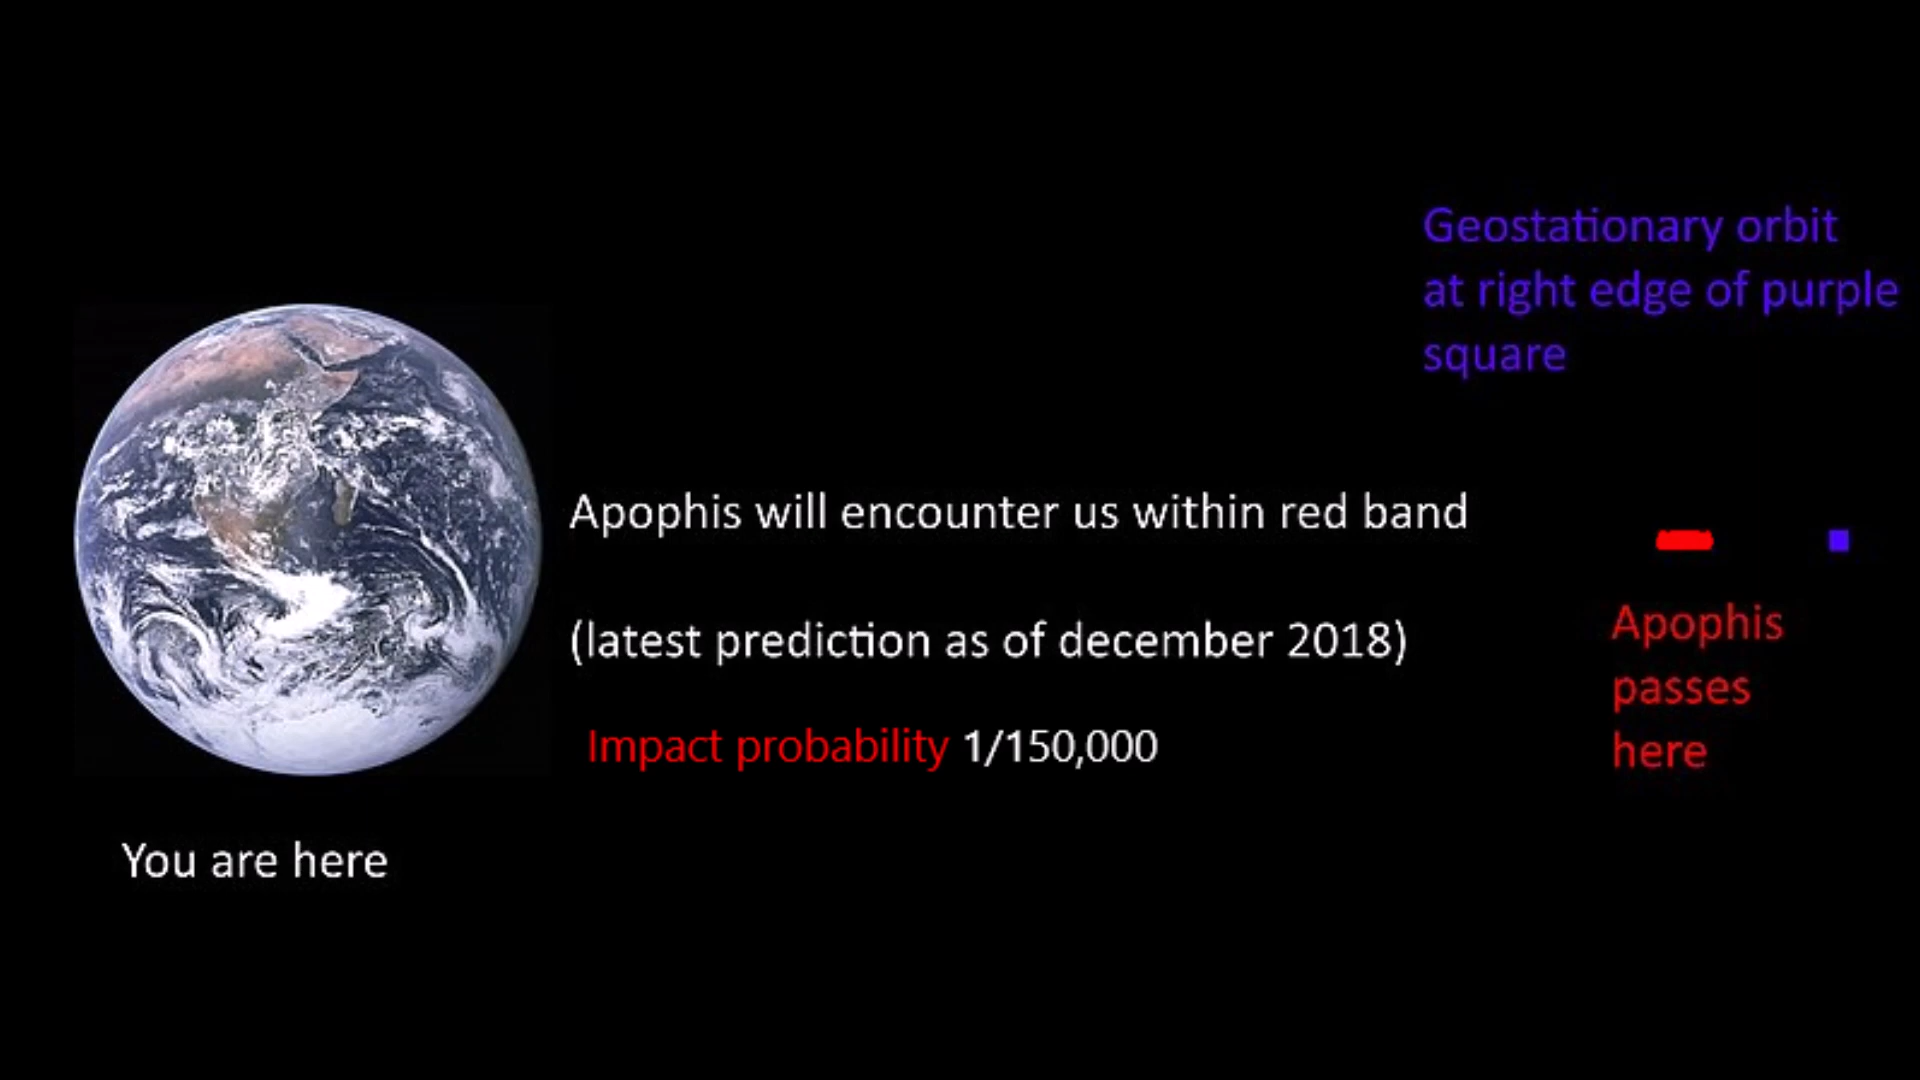 Geostationary orbit
at right edge of purple
square
Apophis will encounter us within red band
(latest prediction as of december 2018)
Impact probability 1/150,000
Apophis
passes
here
You are here